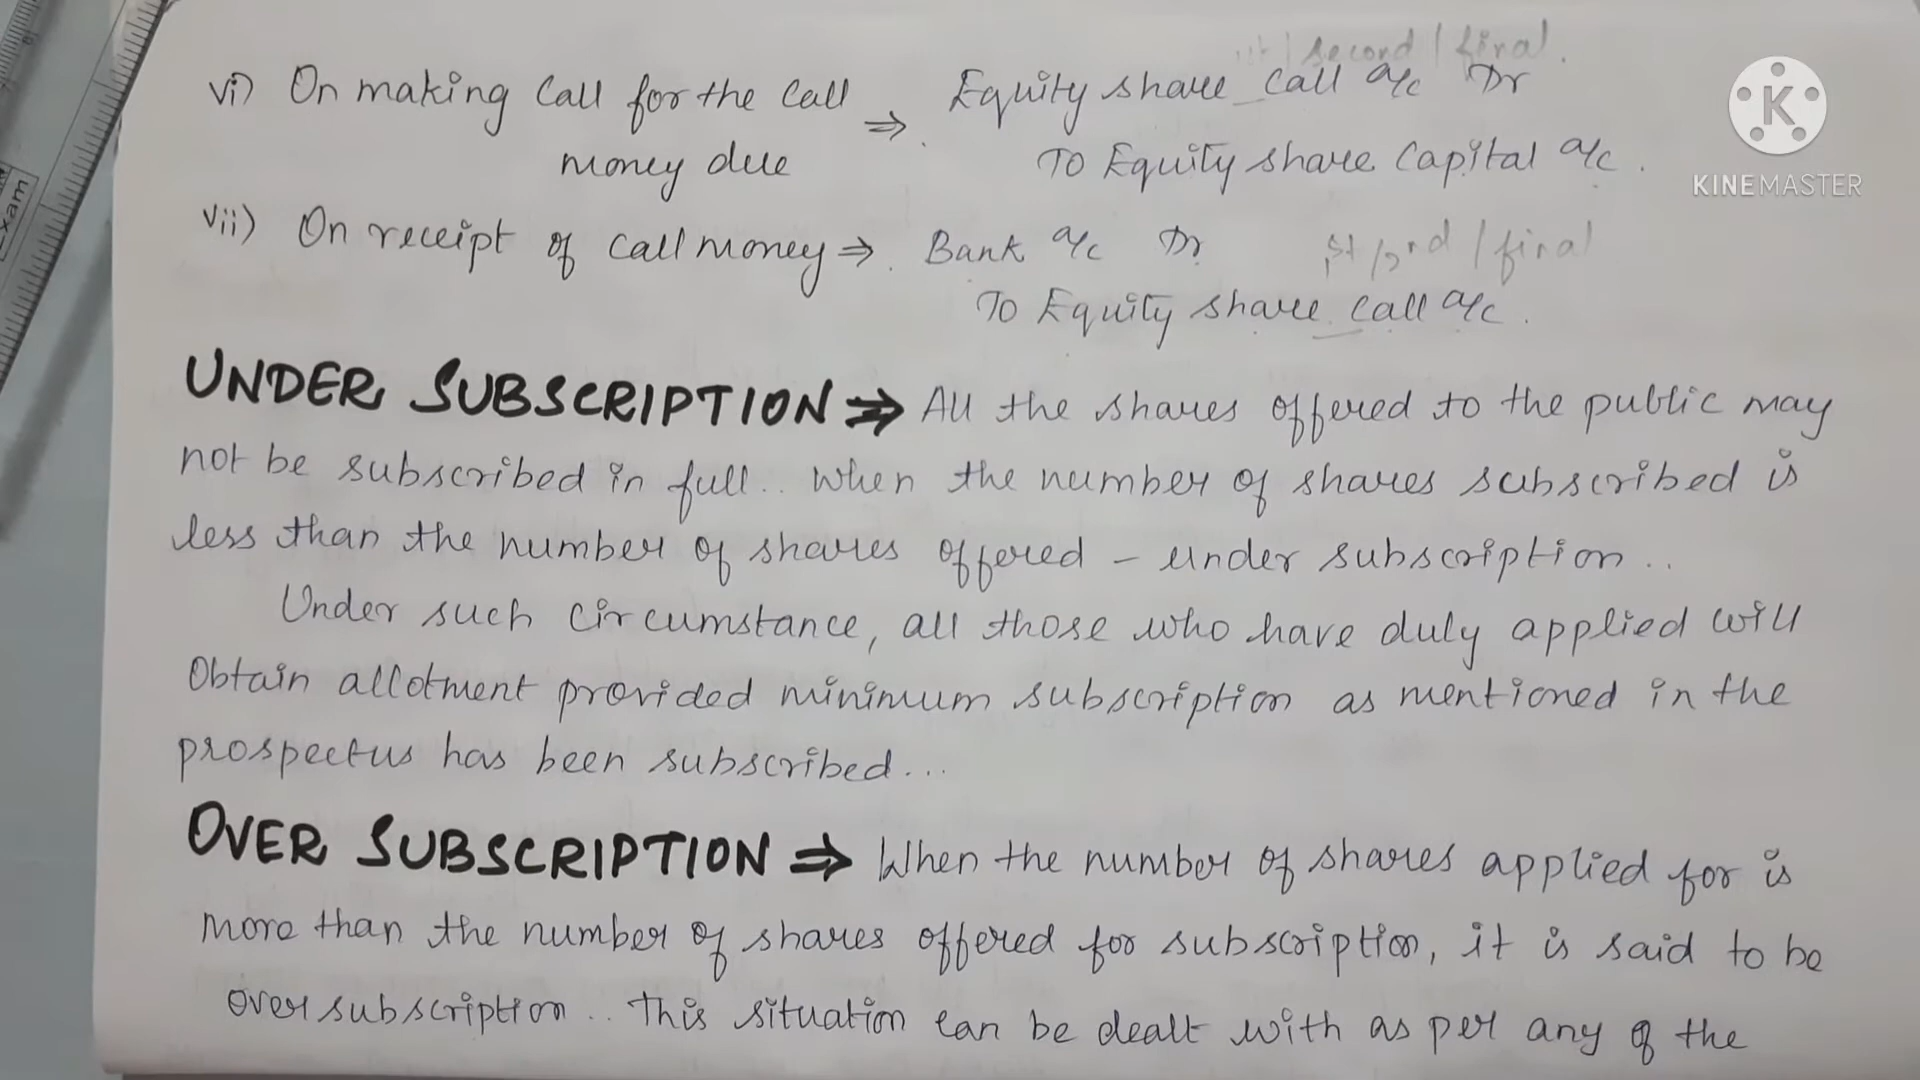 1st / second / final.
vi) On making Call for the Call ⇒ Equity share call a/c Dr
money due To Equity share Capital a/c.
vii) On receipt of Call money ⇒ Bank a/c Dr 1st / 2nd / final
To Equity share call a/c.
UNDER SUBSCRIPTION ⇒ All the shares offered to the public may
not be subscribed in full.. When the number of shares subscribed is
less than the number of shares offered - under subscription..
Under such circumstance, all those who have duly applied will
Obtain allotment provided minimum subscription as mentioned in the
prospectus has been subscribed...
OVER SUBSCRIPTION ⇒ When the number of shares applied for is
more than the number of shares offered for subscription, it is said to be
over subscription.. This situation can be dealt with as per any of the
K
KINEMASTER
Exam